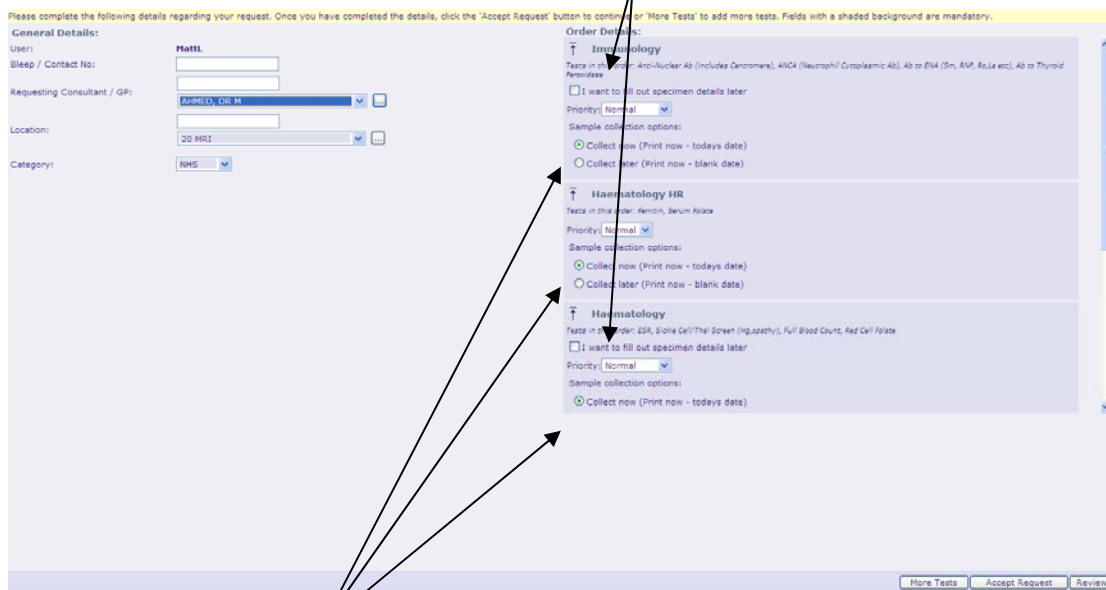 Please complete the following details regarding your request. Once you have completed the details, click the 'Accept Request' button to continue or 'More Tests' to add more tests. Fields with a shaded background are mandatory.
General Details:
User: MattL
Bleep / Contact No:
Requesting Consultant / GP:
AHMED, DR M
...
Location:
20 MRI
...
Category: NHS
Order Details:
Immunology
Tests in this order: Anti-Nuclear Ab (includes Centromere), ANCA (Neutrophil Cytoplasmic Ab), Ab to ENA (Sm, RNP, Ro,La etc), Ab to Thyroid
Peroxidase
I want to fill out specimen details later
Priority: Normal
Sample collection options:
Collect now (Print now - todays date)
Collect later (Print now - blank date)
Haematology HR
Tests in this order: Ferritin, Serum Folate
Priority: Normal
Sample collection options:
Collect now (Print now - todays date)
Collect later (Print now - blank date)
Haematology
Tests in this order: ESR, Sickle Cell/Thal Screen (Hg,opathy), Full Blood Count, Red Cell Folate
I want to fill out specimen details later
Priority: Normal
Sample collection options:
Collect now (Print now - todays date)
More Tests Accept Request Review